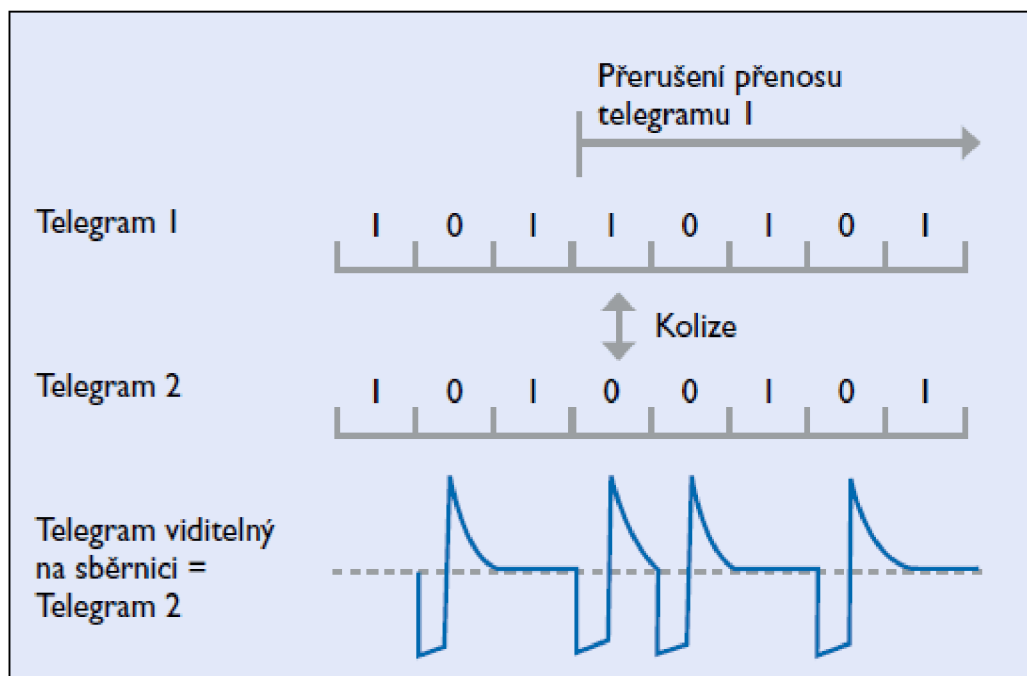 Přerušení přenosu
telegramu 1
Telegram 1
1 0 1 1 0 1 0 1
Kolize
Telegram 2
1 0 1 0 0 1 0 1
Telegram viditelný
na sběrnici =
Telegram 2